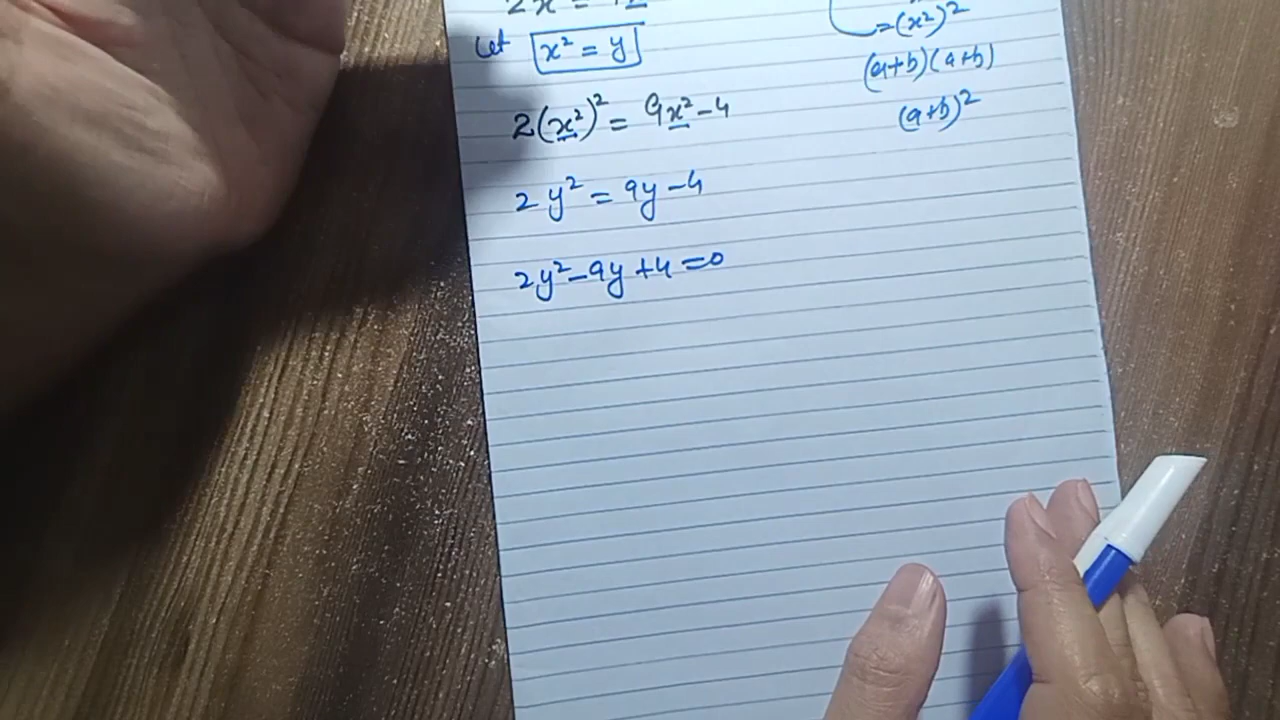 let x² = y
2(x²)² = 9x² - 4
2y² = 9y - 4
2y² - 9y + 4 = 0
= (x²)²
(a+b)(a+b)
(a+b)²